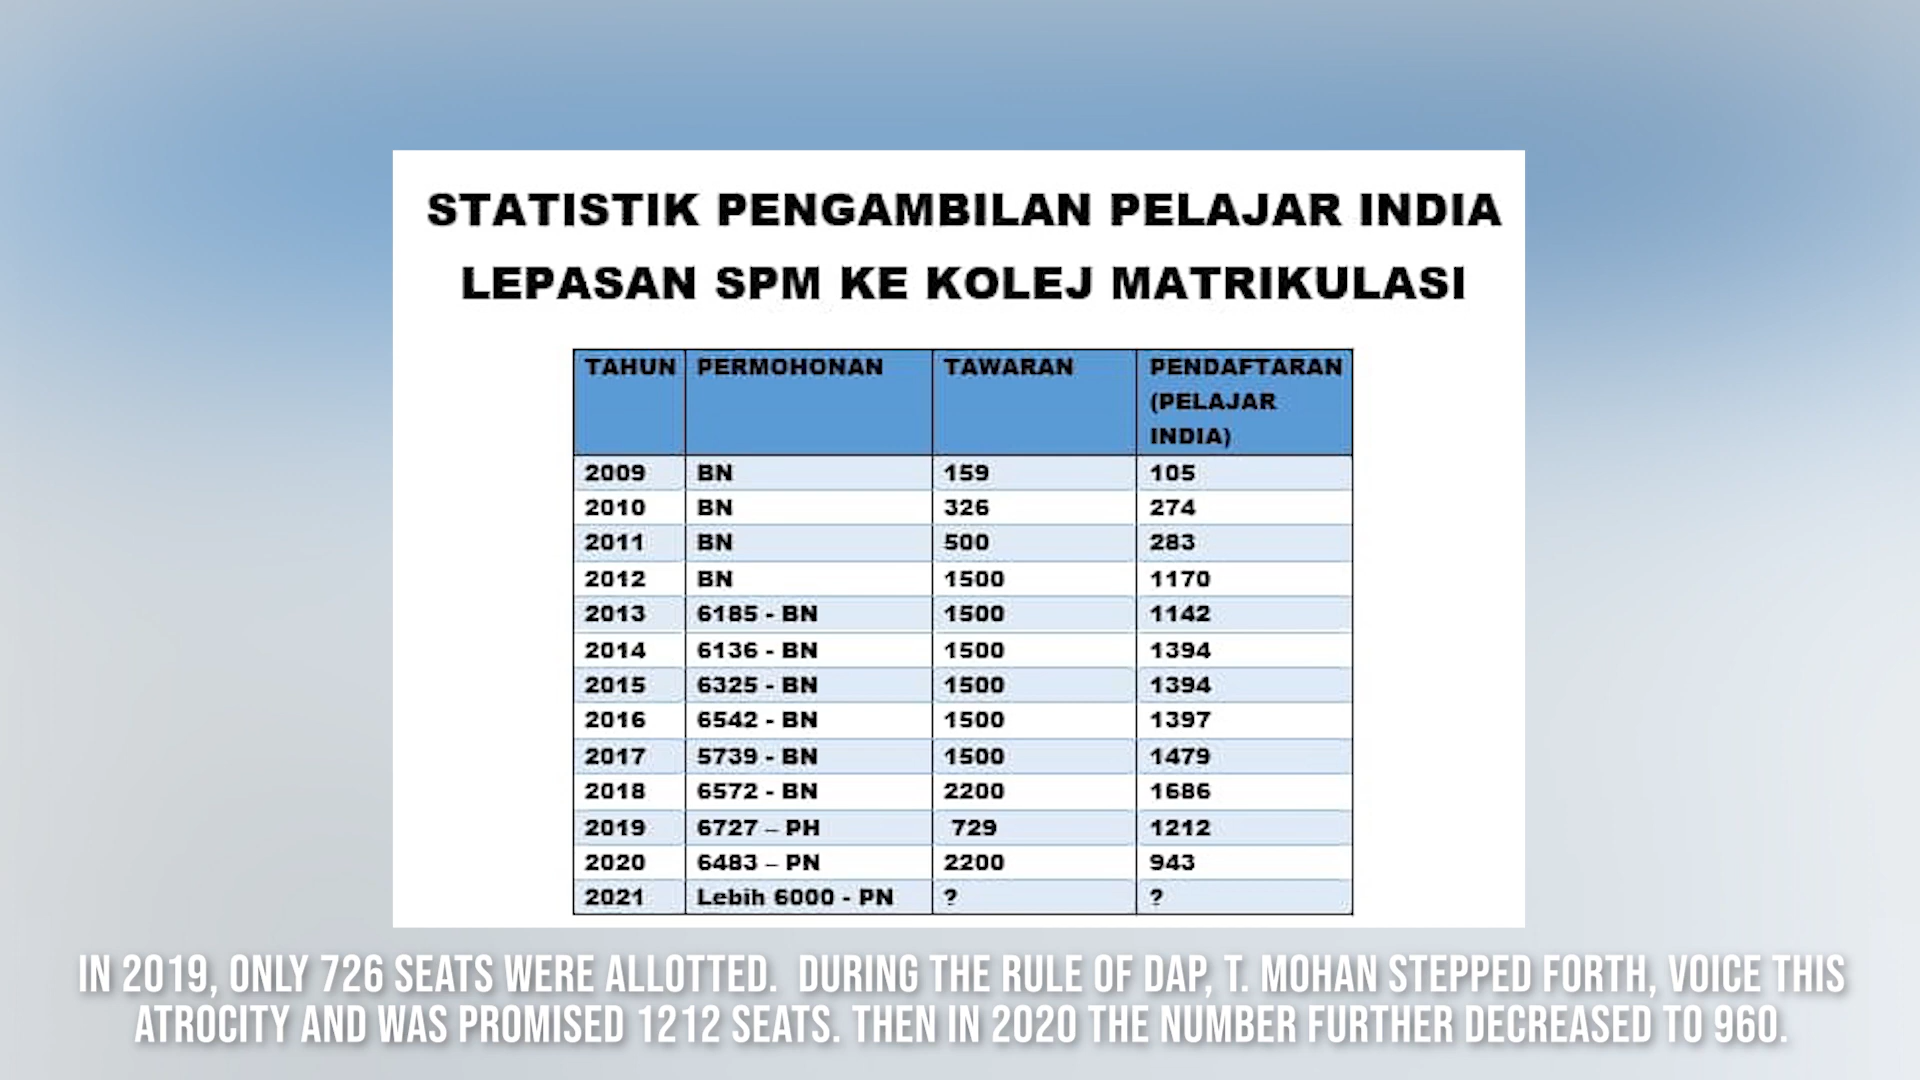 STATISTIK PENGAMBILAN PELAJAR INDIA
LEPASAN SPM KE KOLEJ MATRIKULASI
TAHUN PERMOHONAN TAWARAN PENDAFTARAN (PELAJAR INDIA)
2009 BN 159 105
2010 BN 326 274
2011 BN 500 283
2012 BN 1500 1170
2013 6185 - BN 1500 1142
2014 6136 - BN 1500 1394
2015 6325 - BN 1500 1394
2016 6542 - BN 1500 1397
2017 5739 - BN 1500 1479
2018 6572 - BN 2200 1686
2019 6727 – PH 729 1212
2020 6483 – PN 2200 943
2021 Lebih 6000 - PN ? ?
IN 2019, ONLY 726 SEATS WERE ALLOTTED. DURING THE RULE OF DAP, T. MOHAN STEPPED FORTH, VOICE THIS
ATROCITY AND WAS PROMISED 1212 SEATS. THEN IN 2020 THE NUMBER FURTHER DECREASED TO 960.